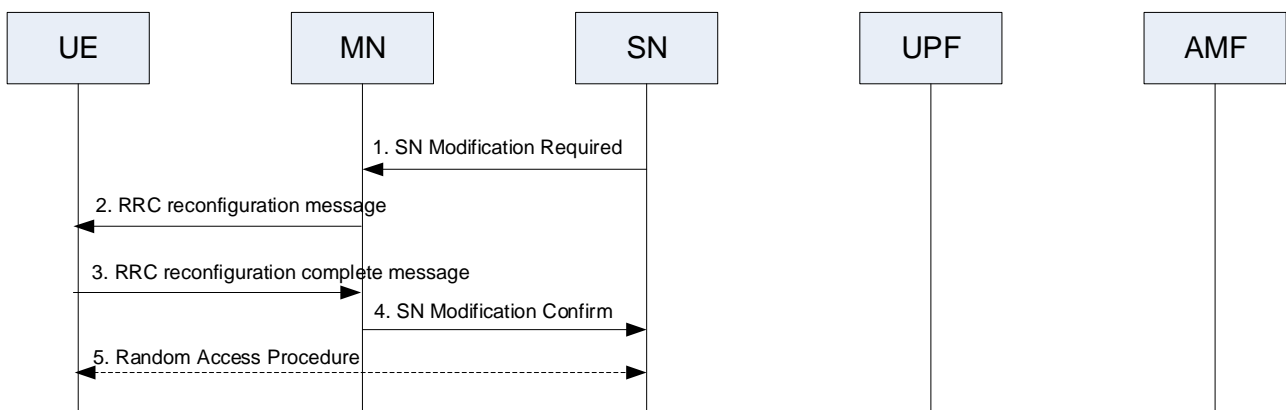 UE
MN
SN
UPF
AMF
1. SN Modification Required
2. RRC reconfiguration message
3. RRC reconfiguration complete message
4. SN Modification Confirm
5. Random Access Procedure